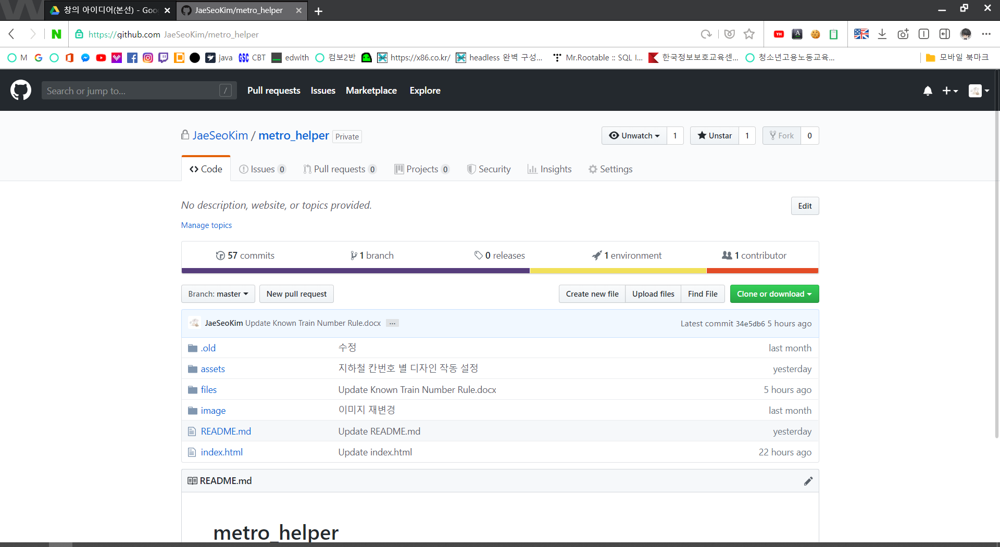 창의 아이디어(본선) - Goo
JaeSeoKim/metro_helper
https://github.com JaeSeoKim/metro_helper
YH
A
M
java
GSC CBT
edwith
컴보2반
https://x86.co.kr/
headless 완벽 구성...
Mr.Rootable :: SQL I...
한국정보보호교육센...
청소년고용노동교육...
모바일 북마크
Search or jump to...
/
Pull requests
Issues
Marketplace
Explore
JaeSeoKim / metro_helper Private
Unwatch 1
Unstar 1
Fork 0
Code
Issues 0
Pull requests 0
Projects 0
Security
Insights
Settings
No description, website, or topics provided.
Edit
Manage topics
57 commits
1 branch
0 releases
1 environment
1 contributor
Branch: master
New pull request
Create new file
Upload files
Find File
Clone or download
JaeSeoKim Update Known Train Number Rule.docx ...
Latest commit 34e5db6 5 hours ago
.old 수정 last month
assets 지하철 칸번호 별 디자인 작동 설정 yesterday
files Update Known Train Number Rule.docx 5 hours ago
image 이미지 재변경 last month
README.md Update README.md yesterday
index.html Update index.html 22 hours ago
README.md
metro_helper